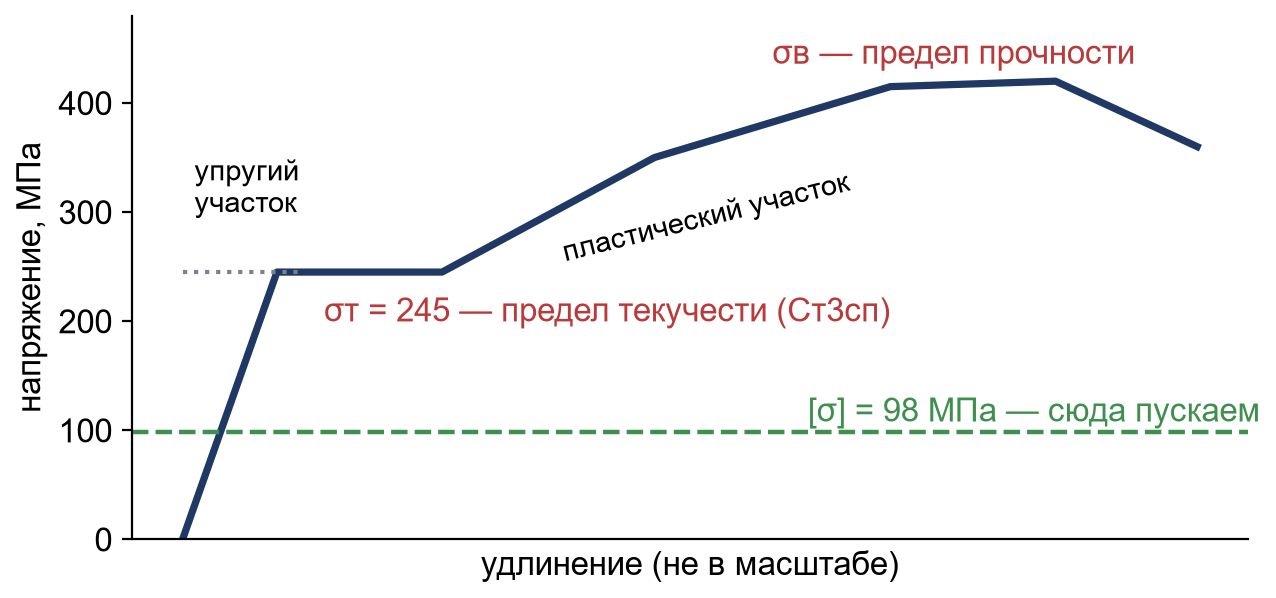 σв — предел прочности
400
напряжение, МПа
упругий
участок
300
пластический участок
σт = 245 — предел текучести (Ст3сп)
200
[σ] = 98 МПа — сюда пускаем
100
0
удлинение (не в масштабе)